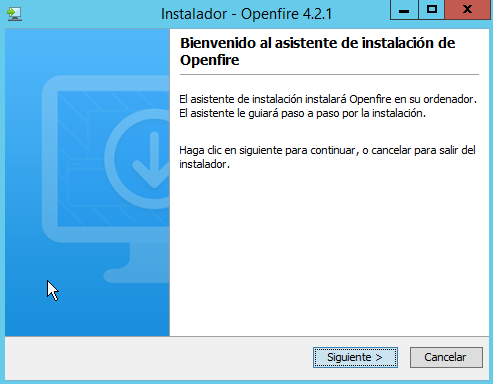 Instalador - Openfire 4.2.1
Bienvenido al asistente de instalación de
Openfire
El asistente de instalación instalará Openfire en su ordenador.
El asistente le guiará paso a paso por la instalación.
Haga clic en siguiente para continuar, o cancelar para salir del
instalador.
Siguiente >
Cancelar